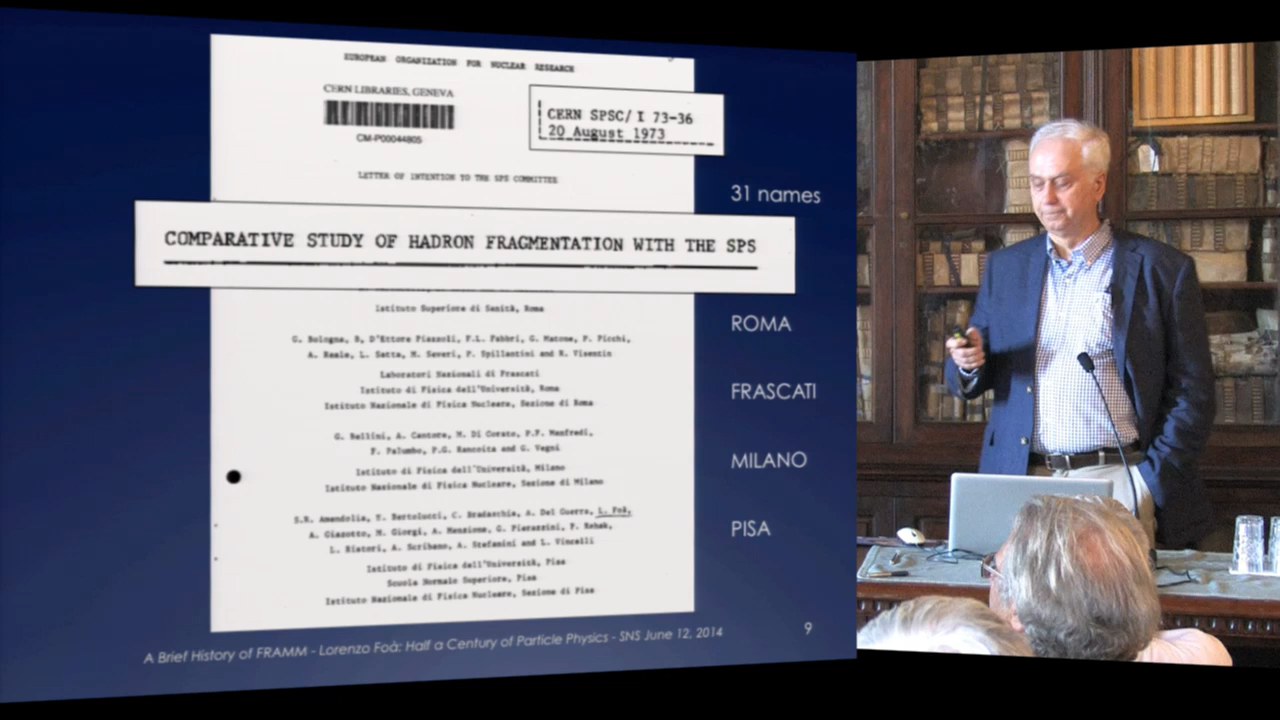 EUROPEAN ORGANIZATION FOR NUCLEAR RESEARCH
CERN LIBRARIES, GENEVA
CM-P00044805
CERN SPSC/ I 73-36
20 August 1973
LETTER OF INTENTION TO THE SPS COMMITTEE
31 names
COMPARATIVE STUDY OF HADRON FRAGMENTATION WITH THE SPS
Istituto Superiore di Sanità, Roma
ROMA
G. Bologna, B, D'Ettore Piazzoli, F.L. Fabbri, G. Matone, P. Picchi,
A. Reale, L. Satta, M. Severi, P. Spillantini and R. Visentin
Laboratori Nazionali di Frascati
Istituto di Fisica dell'Università, Roma
Istituto Nazionale di Fisica Nucleare, Sezione di Roma
FRASCATI
G. Bellini, A. Cantore, M. Di Corato, P.F. Manfredi,
F. Palumbo, P.G. Rancoita and G. Vegni
Istituto di Fisica dell'Università, Milano
Istituto Nazionale di Fisica Nucleare, Sezione di Milano
MILANO
S.R. Amendolia, H. Bertolucci, C. Bradaschia, A. Del Guerra, L. Foà,
A. Giazotto, M. Giorgi, A. Menzione, G. Pierazzini, F. Rebak,
L. Ristori, A. Scribano, A. Stefanini and L. Vincelli
Istituto di Fisica dell'Università, Pisa
Scuola Normale Superiore, Pisa
Istituto Nazionale di Fisica Nucleare, Sezione di Pisa
PISA
A Brief History of FRAMM - Lorenzo Foà: Half a Century of Particle Physics - SNS June 12, 2014
9